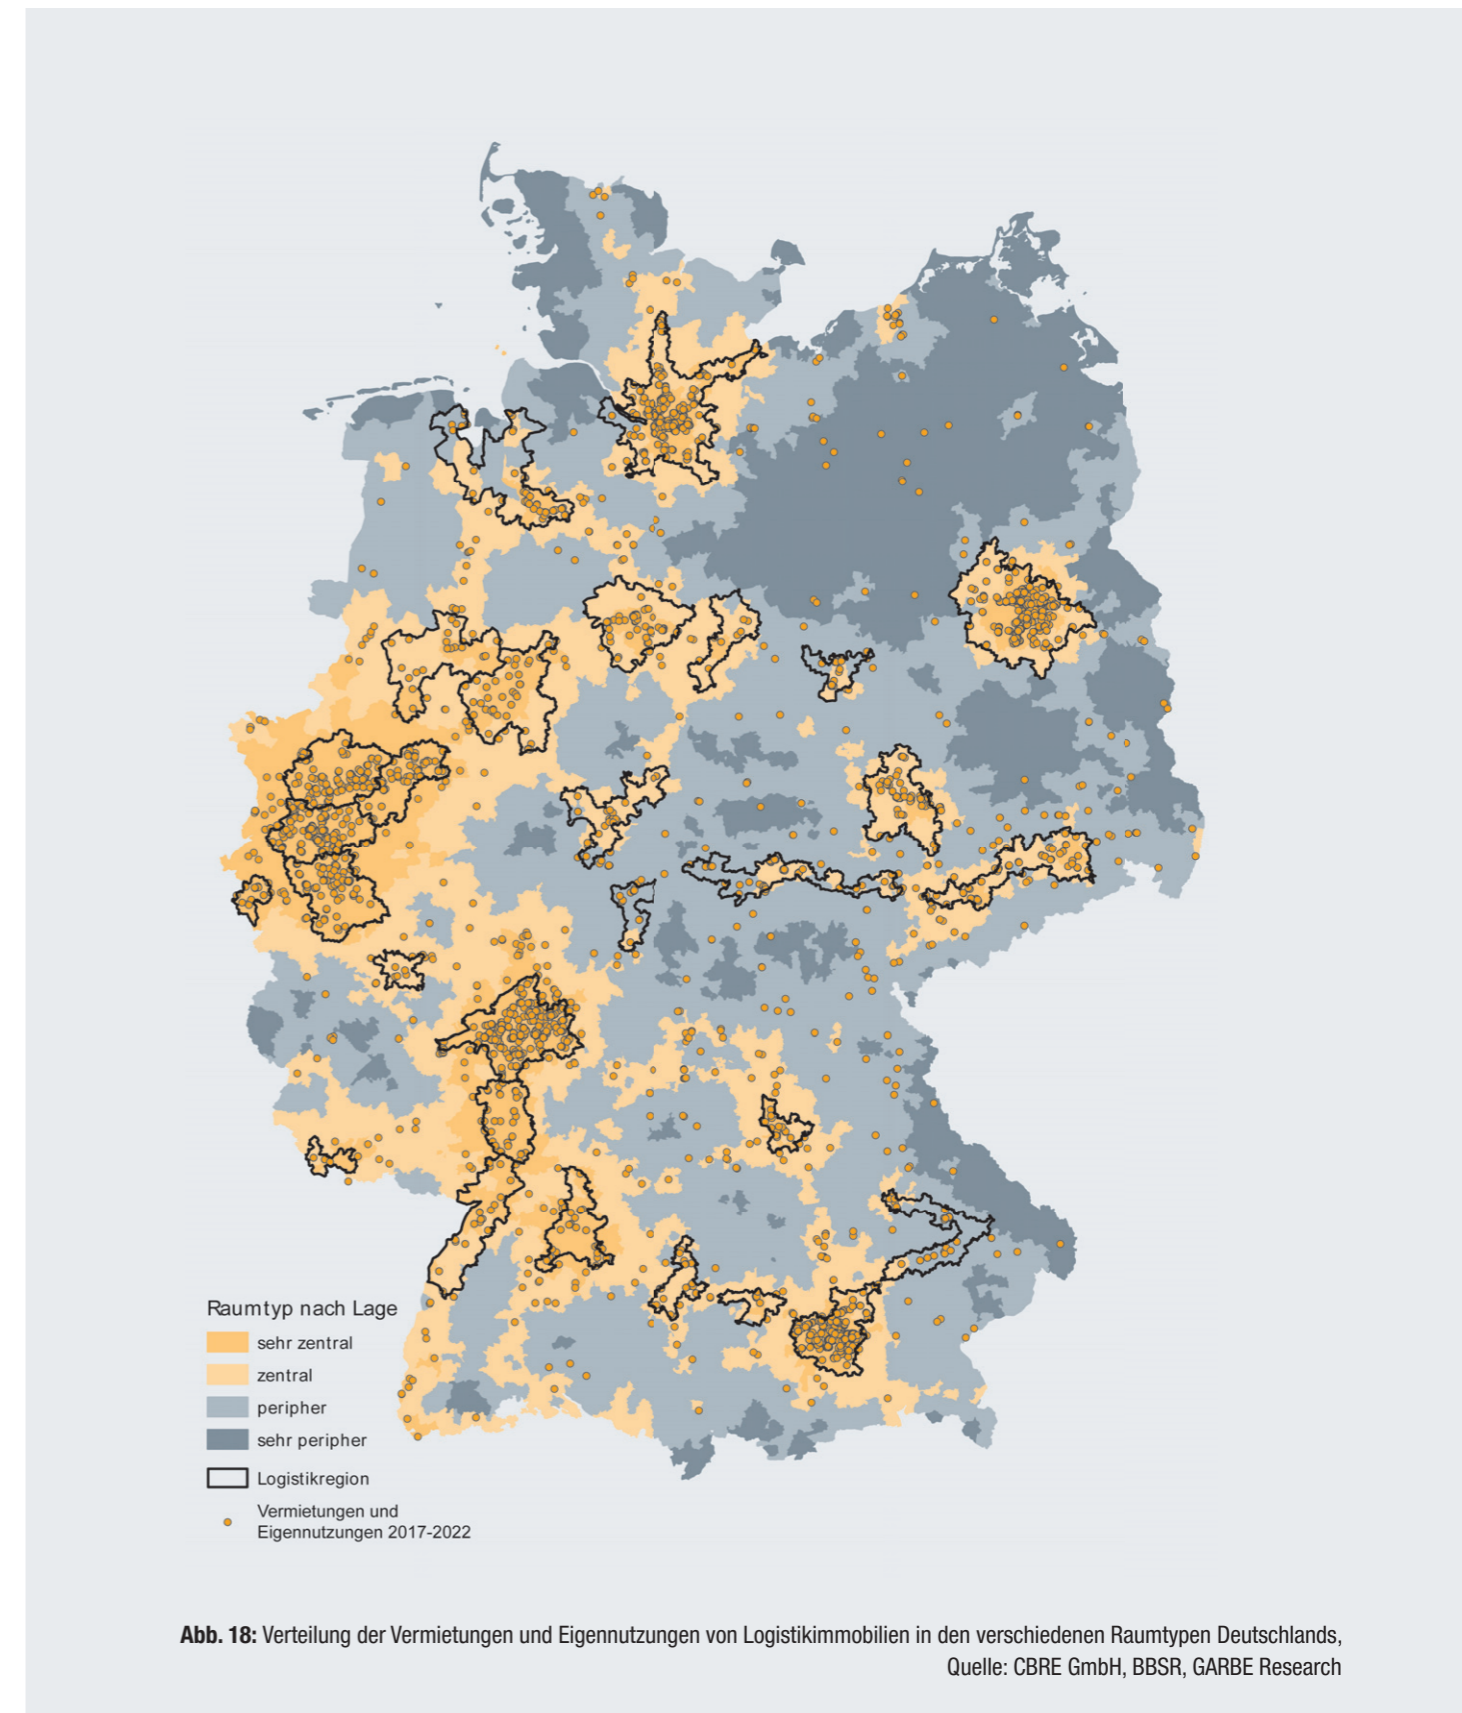 Raumtyp nach Lage
sehr zentral
zentral
peripher
sehr peripher
Logistikregion
Vermietungen und
Eigennutzungen 2017-2022
Abb. 18: Verteilung der Vermietungen und Eigennutzungen von Logistikimmobilien in den verschiedenen Raumtypen Deutschlands,
Quelle: CBRE GmbH, BBSR, GARBE Research